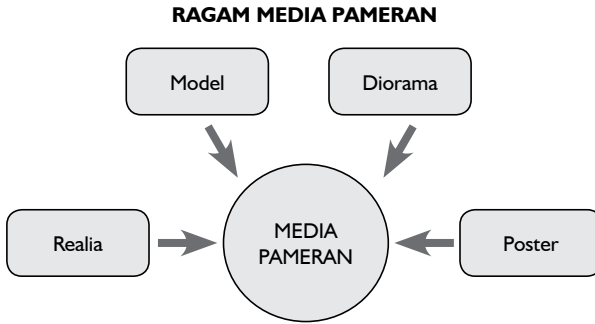 RAGAM MEDIA PAMERAN
Model
Diorama
Realia
MEDIA
PAMERAN
Poster